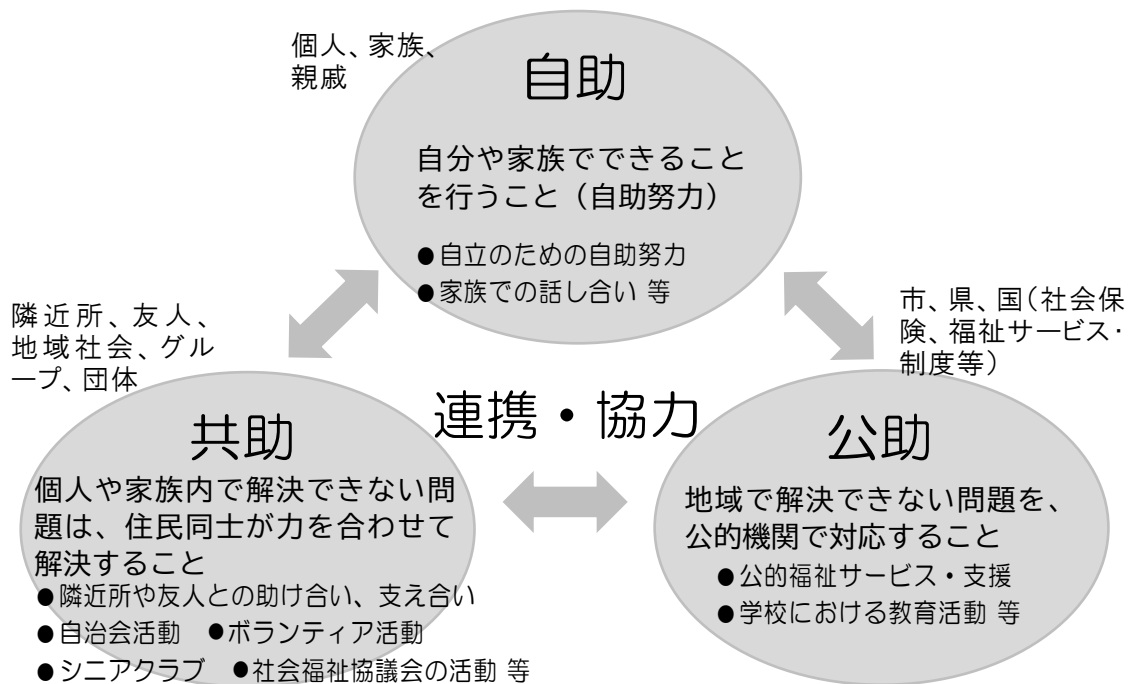 個人、家族、
親戚
自助
自分や家族でできること
を行うこと（自助努力）
●自立のための自助努力
●家族での話し合い 等
隣近所、友人、
地域社会、グル
ープ、団体
市、県、国（社会保
険、福祉サービス・
制度等）
連携・協力
共助
個人や家族内で解決できない問
題は、住民同士が力を合わせて
解決すること
●隣近所や友人との助け合い、支え合い
●自治会活動 ●ボランティア活動
●シニアクラブ ●社会福祉協議会の活動 等
公助
地域で解決できない問題を、
公的機関で対応すること
●公的福祉サービス・支援
●学校における教育活動 等